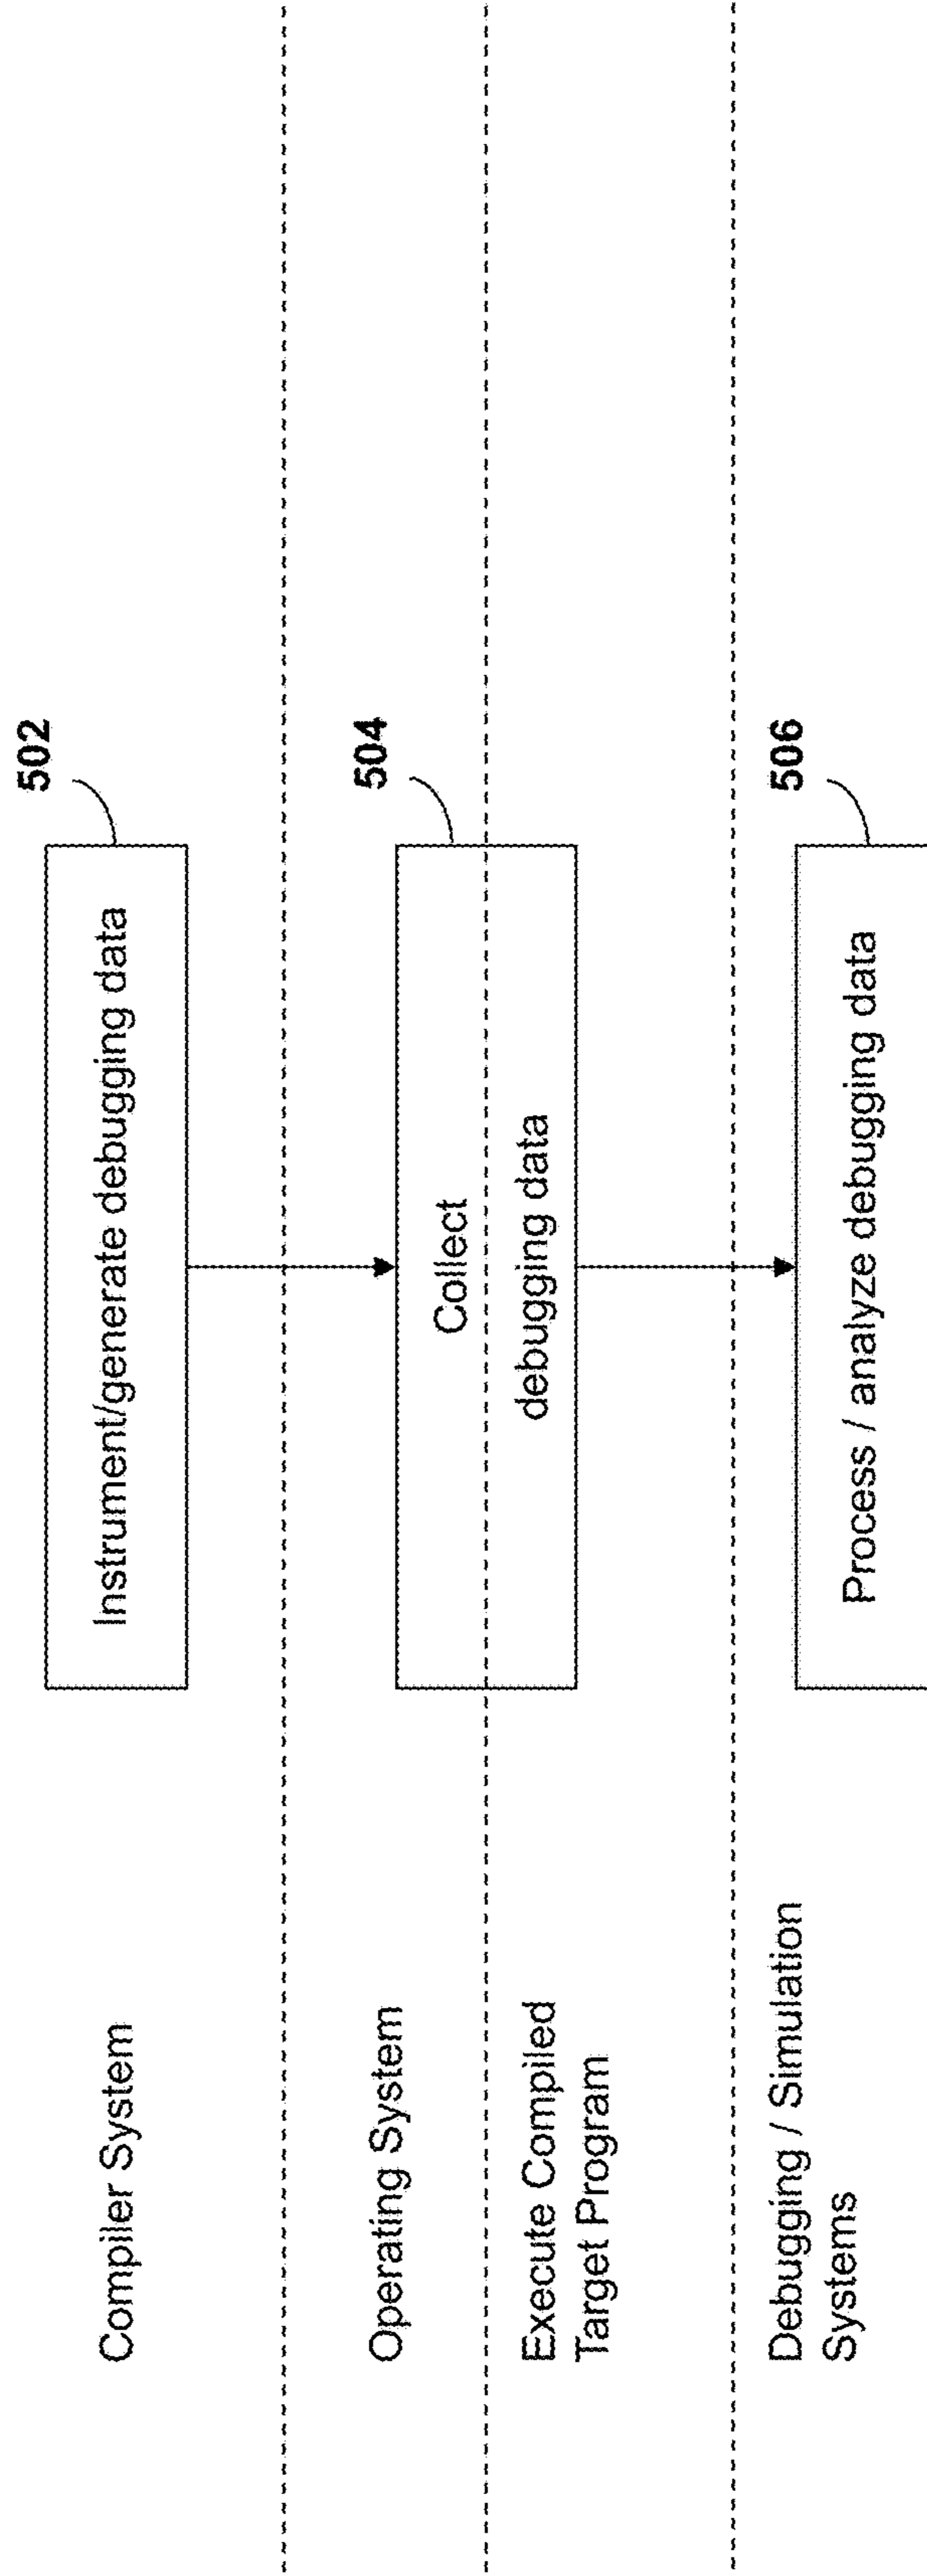 502
Compiler System
Instrument/generate debugging data
504
Operating System
Collect
Execute Compiled
Target Program
debugging data
506
Debugging / Simulation
Systems
Process / analyze debugging data